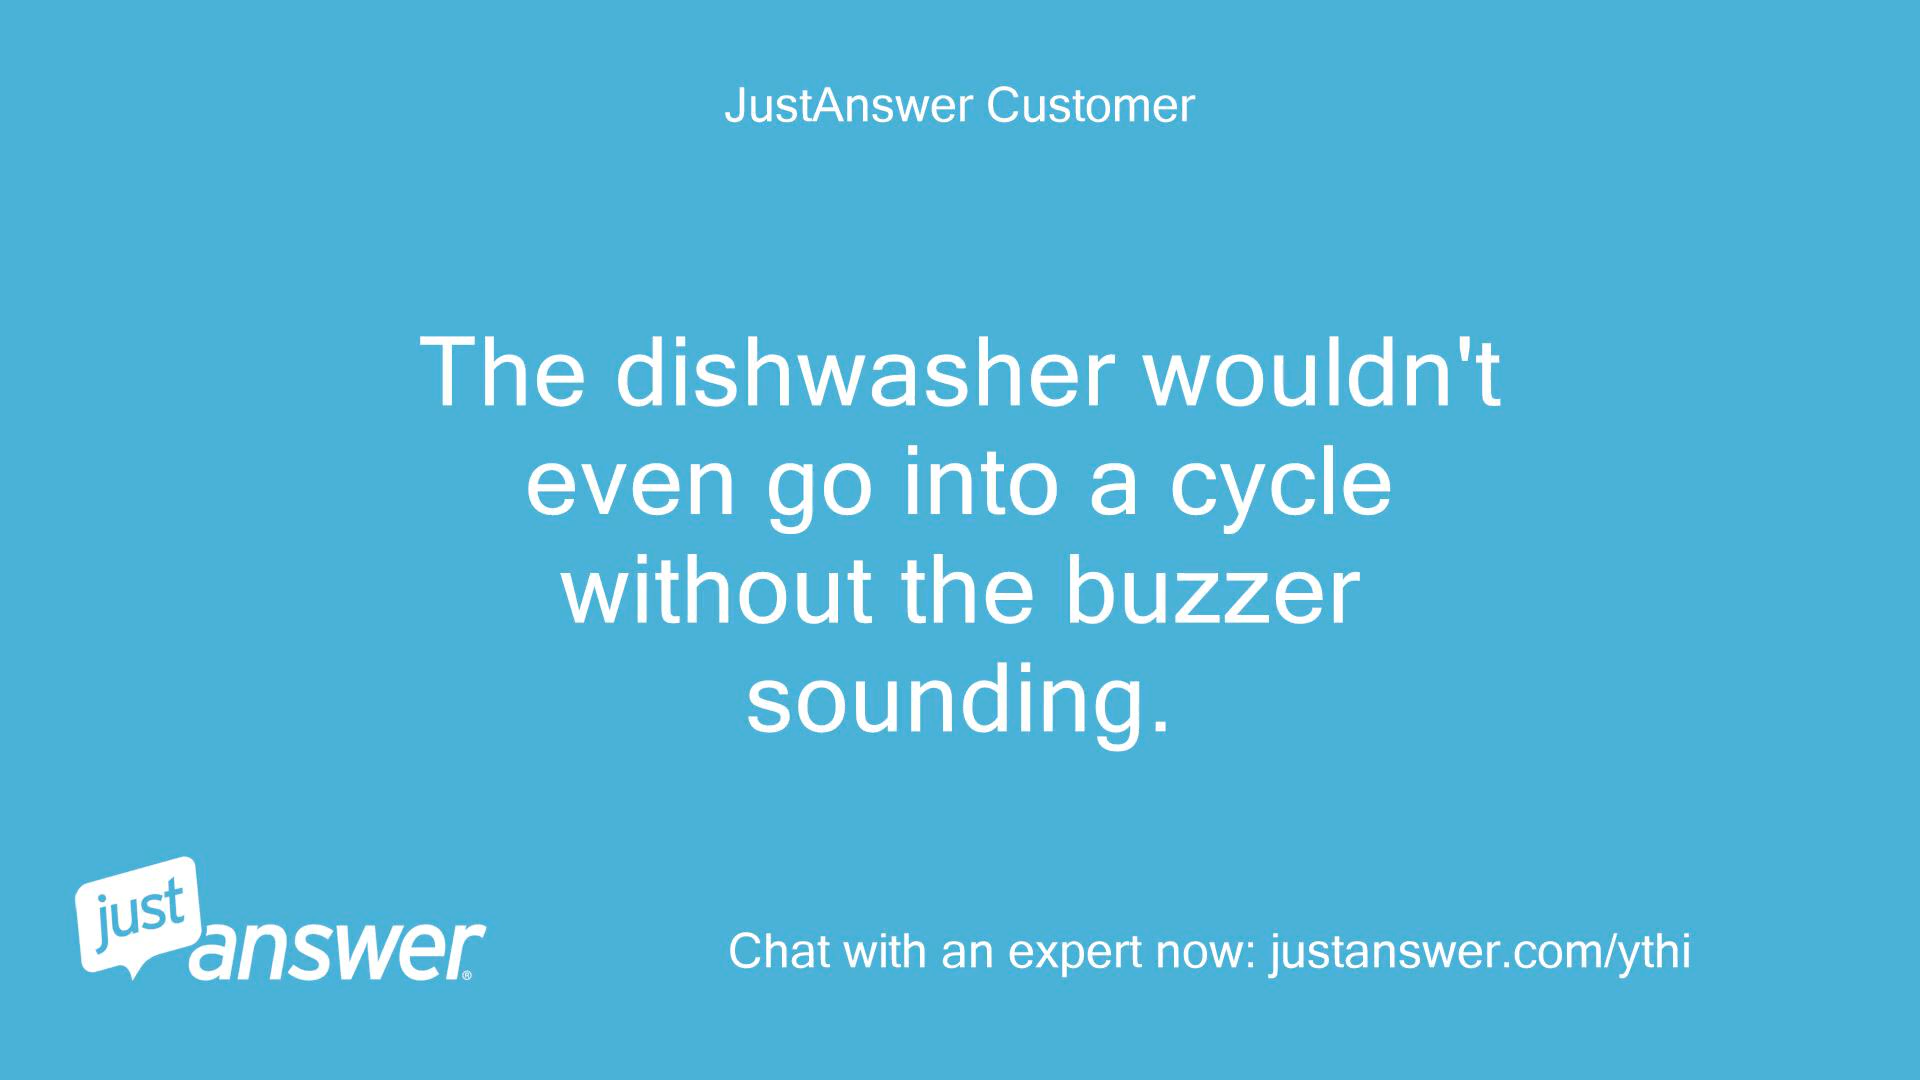 JustAnswer Customer
The dishwasher wouldn't
even go into a cycle
without the buzzer
sounding.
just
answer®
Chat with an expert now: justanswer.com/ythi